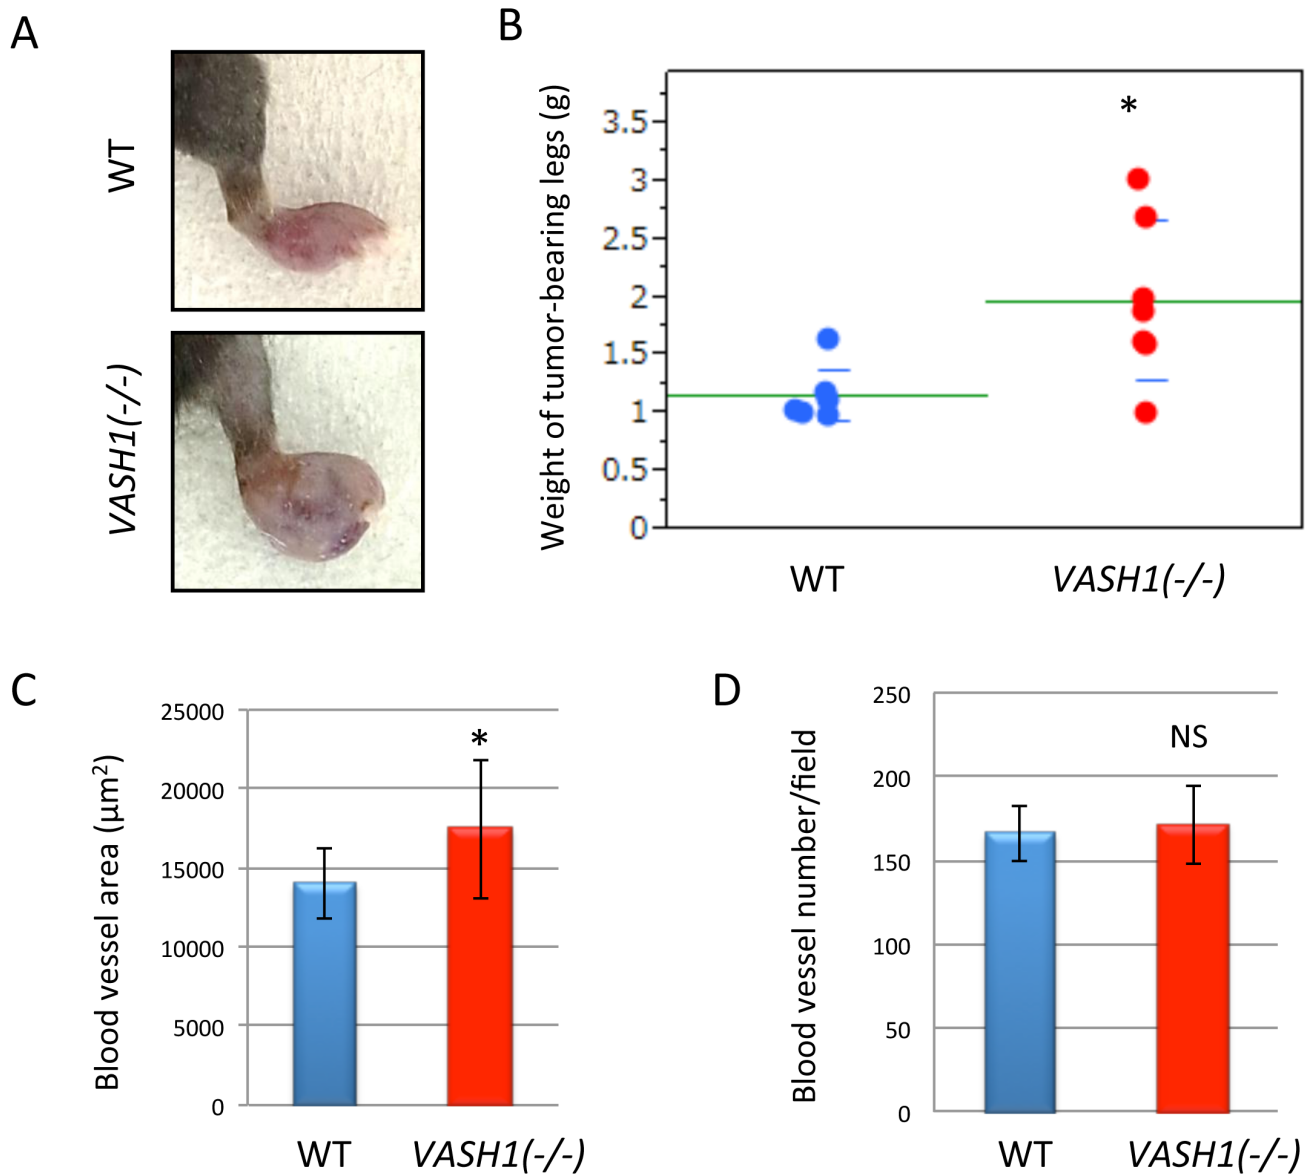 A
WT
VASH1(-/-)
B
Weight of tumor-bearing legs (g)
3.5
3
2.5
2
1.5
1
0.5
0
*
WT
VASH1(-/-)
C
Blood vessel area (μm²)
25000
20000
15000
10000
5000
0
*
WT
VASH1(-/-)
D
Blood vessel number/field
250
200
150
100
50
0
NS
WT
VASH1(-/-)